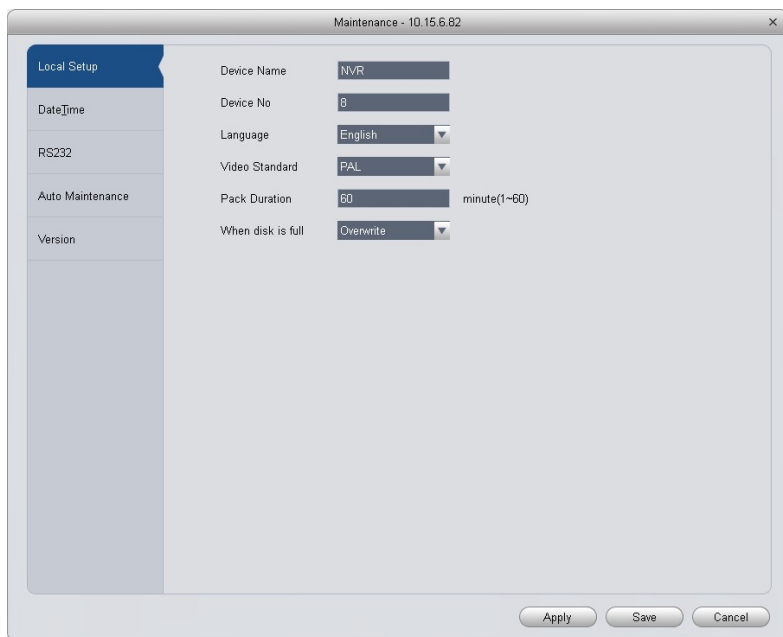 Maintenance - 10.15.6.82
Local Setup
DateTime
RS232
Auto Maintenance
Version
Device Name NVR
Device No 8
Language English
Video Standard PAL
Pack Duration 60 minute(1~60)
When disk is full Overwrite
Apply Save Cancel